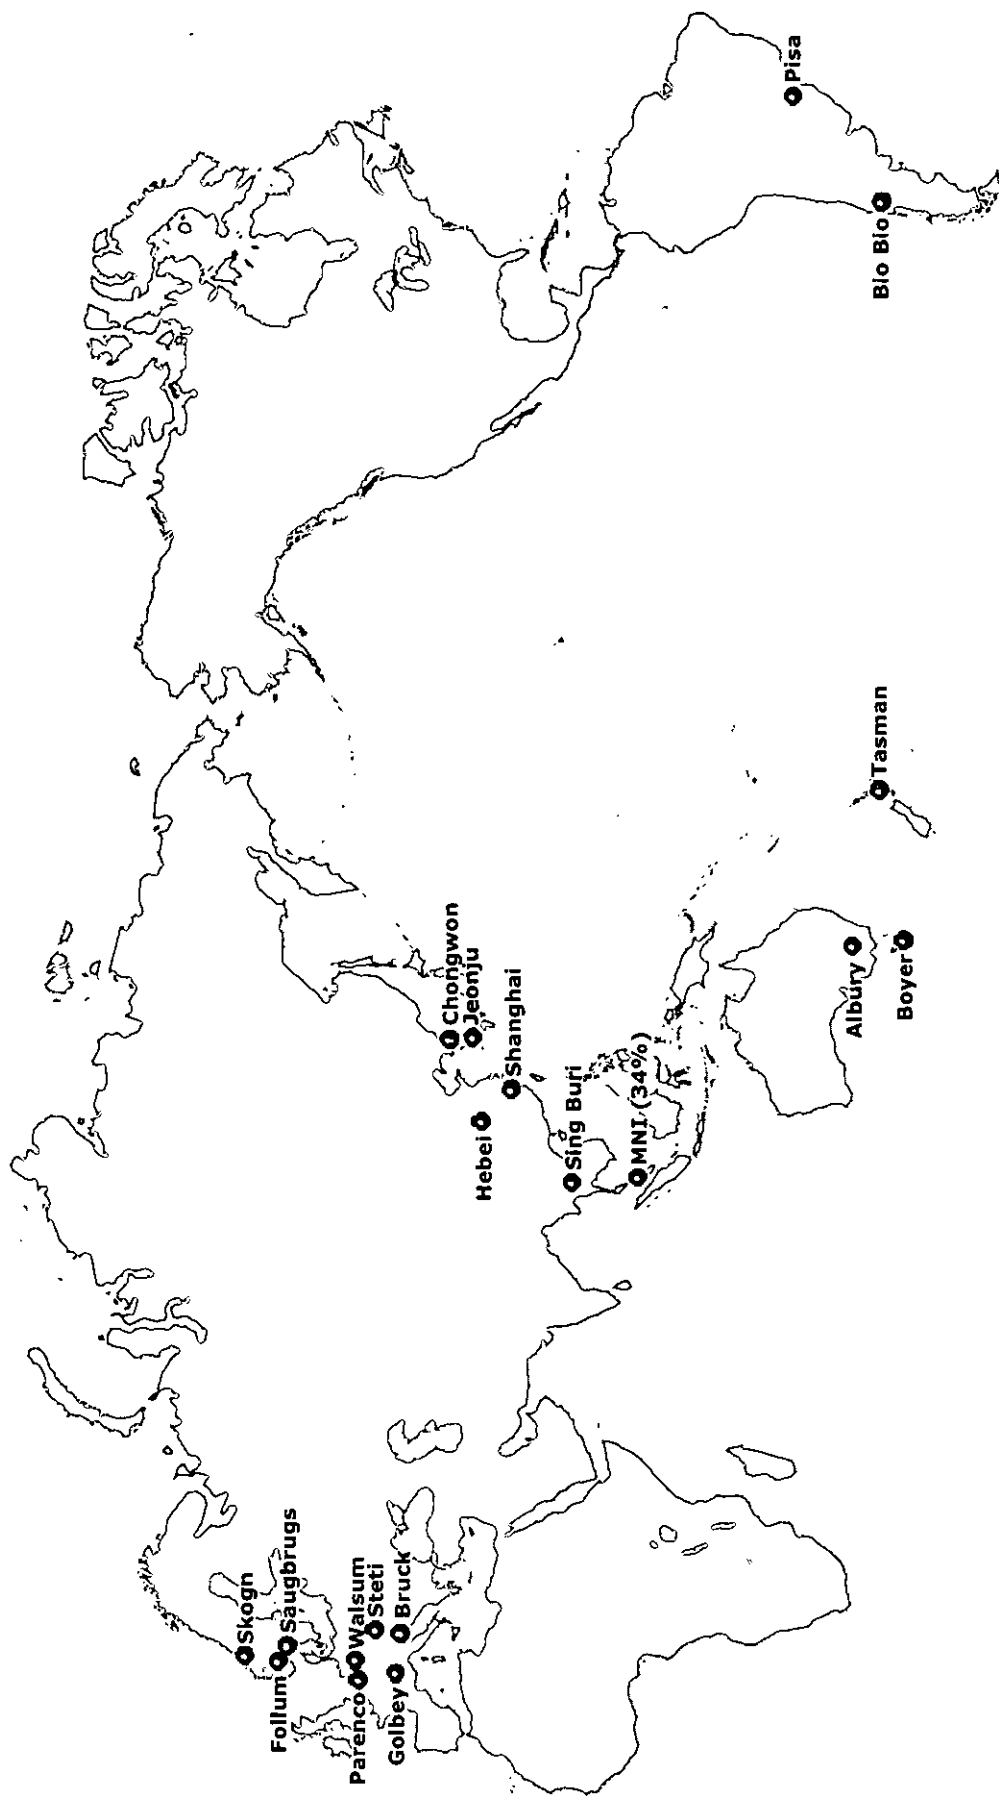 Skogn
Follum
Saugbrugs
Parenco
Walsum
Steti
Golbey
Bruck
Chongwon
Jeonju
Hebei
Shanghai
Sing Buri
MNI (34%)
Albury
Boyer
Tasman
Bio Bio
Pisa